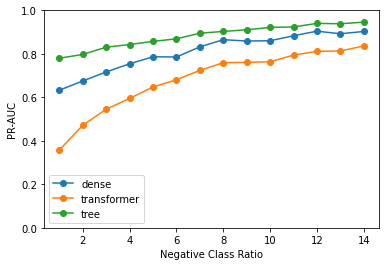 1.0
0.8
0.6
0.4
0.2
0.0
PR-AUC
dense
transformer
tree
2 4 6 8 10 12 14
Negative Class Ratio